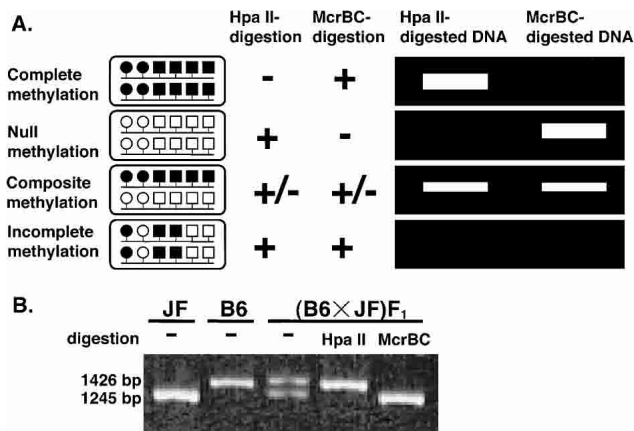 A.
Hpa II- McrBC- Hpa II- McrBC-
digestion digestion digested DNA digested DNA
Complete
methylation - +
Null
methylation + -
Composite
methylation +/- +/-
Incomplete
methylation + +
B.
JF B6 (B6×JF)F₁
digestion - - - Hpa II McrBC
1426 bp
1245 bp